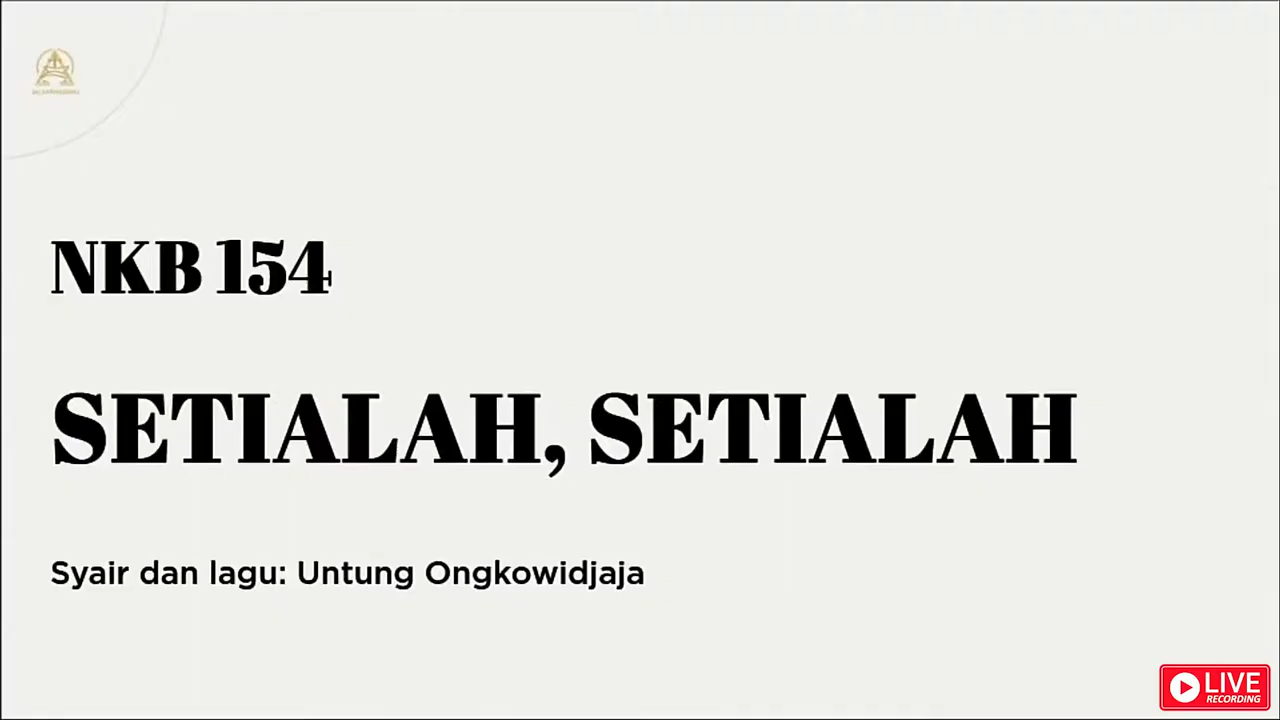 NKB 154
SETIALAH, SETIALAH
Syair dan lagu: Untung Ongkowidjaja
LIVE
RECORDING